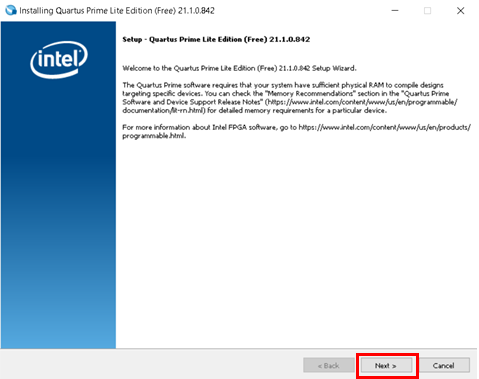 Installing Quartus Prime Lite Edition (Free) 21.1.0.842
intel
Setup - Quartus Prime Lite Edition (Free) 21.1.0.842
Welcome to the Quartus Prime Lite Edition (Free) 21.1.0.842 Setup Wizard.
The Quartus Prime software requires that your system have sufficient physical RAM to compile designs
targeting specific devices. You can check the "Memory Recommendations" section in the "Quartus Prime
Software and Device Support Release Notes" (https://www.intel.com/content/www/us/en/programmable/
documentation/lit-rn.html) for detailed memory requirements for a particular device.
For more information about Intel FPGA software, go to https://www.intel.com/content/www/us/en/products/
programmable.html.
< Back
Next >
Cancel